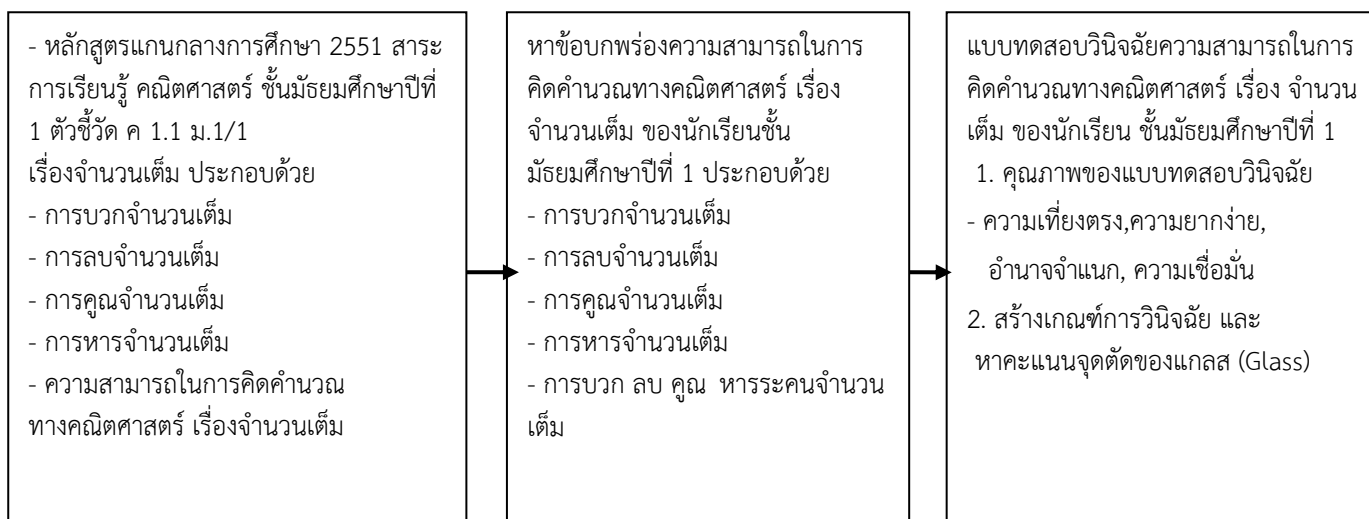 - หลักสูตรแกนกลางการศึกษา 2551 สาระ
การเรียนรู้ คณิตศาสตร์ ชั้นมัธยมศึกษาปีที่
1 ตัวชี้วัด ค 1.1 ม.1/1
เรื่องจำนวนเต็ม ประกอบด้วย
- การบวกจำนวนเต็ม
- การลบจำนวนเต็ม
- การคูณจำนวนเต็ม
- การหารจำนวนเต็ม
- ความสามารถในการคิดคำนวณ
ทางคณิตศาสตร์ เรื่องจำนวนเต็ม
หาข้อบกพร่องความสามารถในการ
คิดคำนวณทางคณิตศาสตร์ เรื่อง
จำนวนเต็ม ของนักเรียนชั้น
มัธยมศึกษาปีที่ 1 ประกอบด้วย
- การบวกจำนวนเต็ม
- การลบจำนวนเต็ม
- การคูณจำนวนเต็ม
- การหารจำนวนเต็ม
- การบวก ลบ คูณ หารระคนจำนวน
เต็ม
แบบทดสอบวินิจฉัยความสามารถในการ
คิดคำนวณทางคณิตศาสตร์ เรื่อง จำนวน
เต็ม ของนักเรียน ชั้นมัธยมศึกษาปีที่ 1
1. คุณภาพของแบบทดสอบวินิจฉัย
- ความเที่ยงตรง,ความยากง่าย,
อำนาจจำแนก, ความเชื่อมั่น
2. สร้างเกณฑ์การวินิจฉัย และ
หาคะแนนจุดตัดของแกลส (Glass)